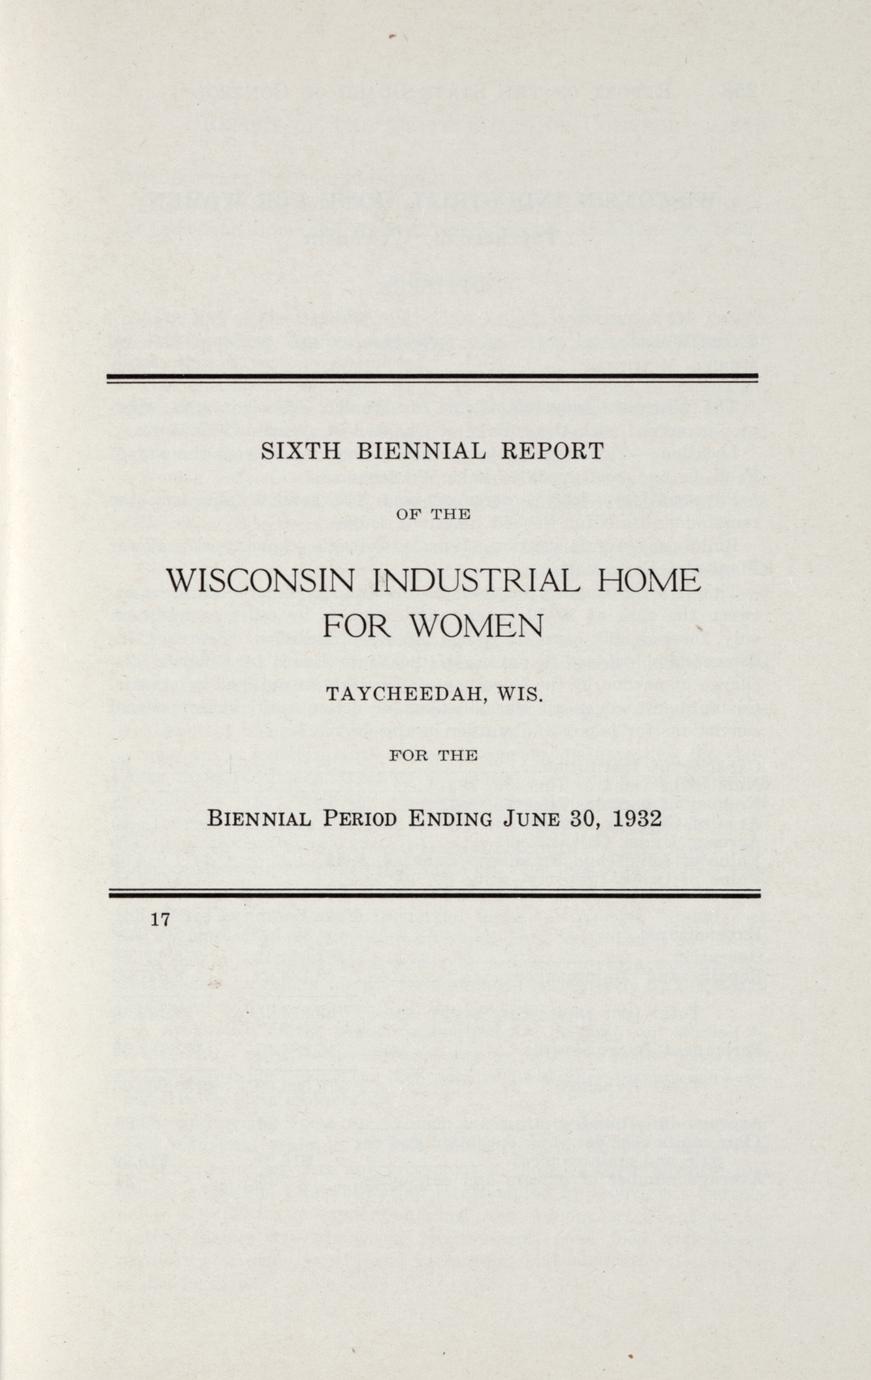 SIXTH BIENNIAL REPORT
OF THE
WISCONSIN INDUSTRIAL HOME
FOR WOMEN
TAYCHEEDAH, WIS.
FOR THE
BIENNIAL PERIOD ENDING JUNE 30, 1932
17